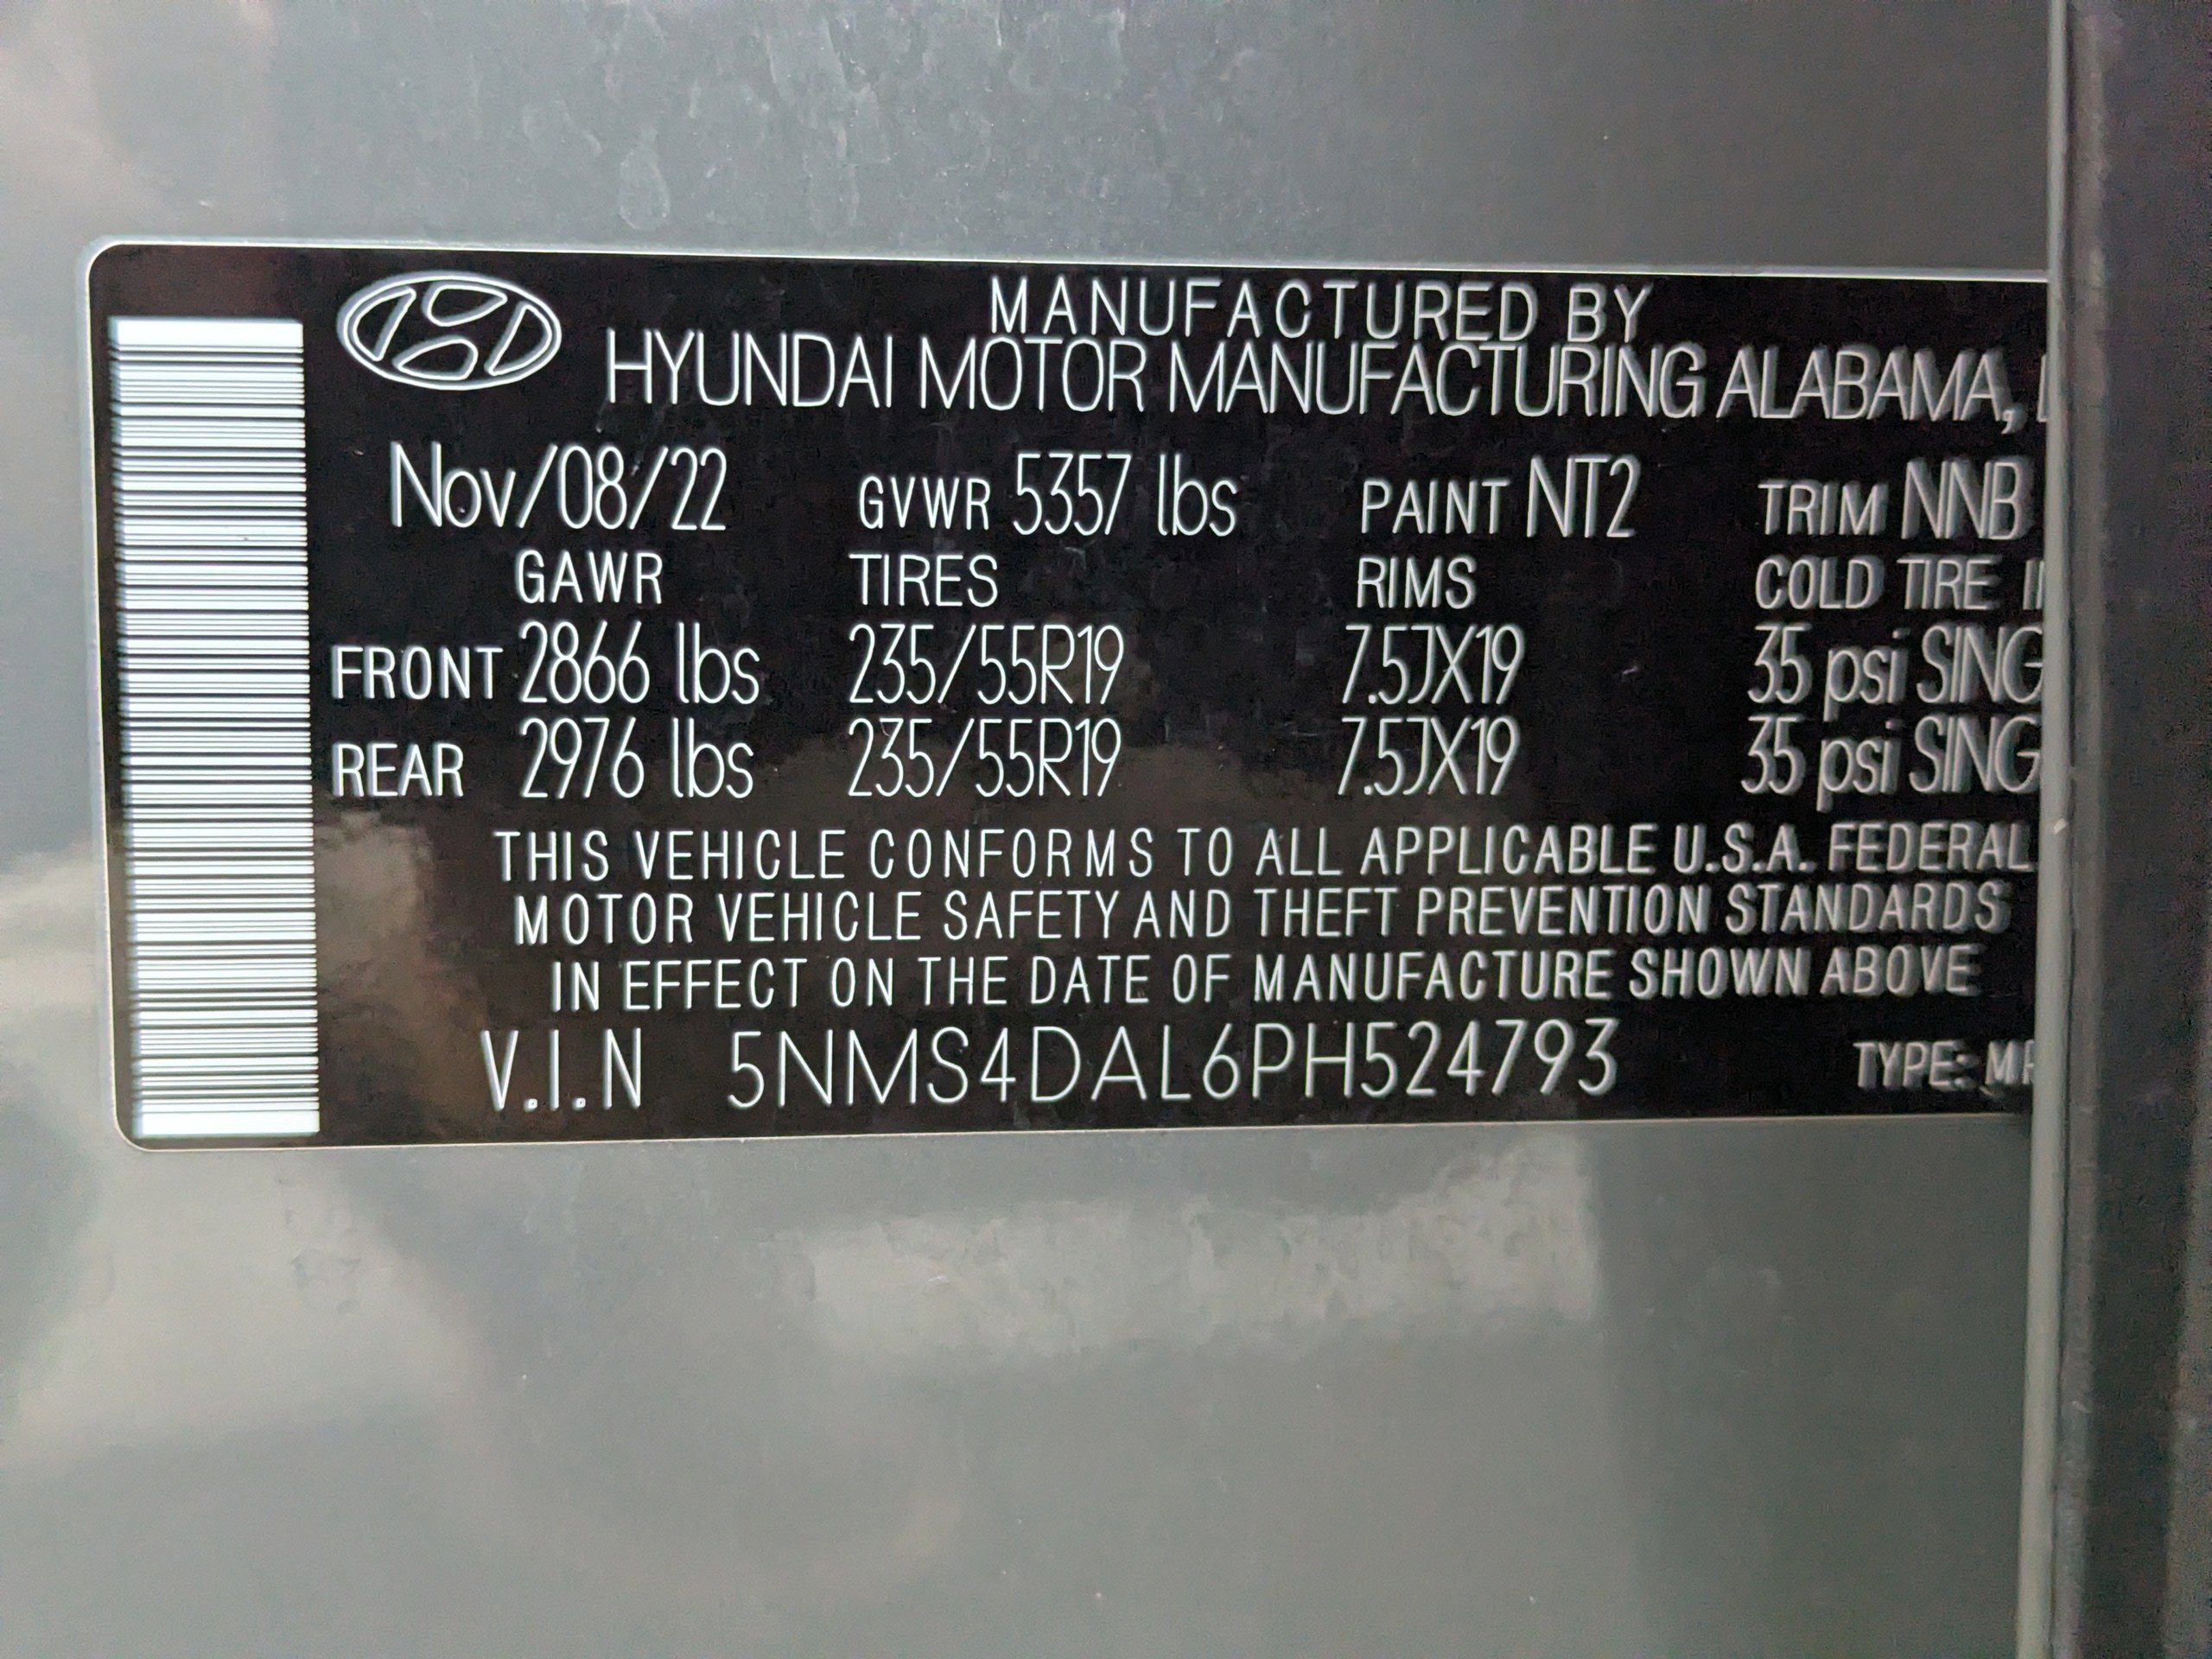 MANUFACTURED BY
HYUNDAI MOTOR MANUFACTURING ALABAMA,
Nov/08/22 GVWR 5357 lbs PAINT NT2 TRIM NNB
GAWR TIRES RIMS COLD TIRE
FRONT 2866 lbs 235/55R19 7.5JX19 35 psi SING
REAR 2976 lbs 235/55R19 7.5JX19 35 psi SING
THIS VEHICLE CONFORMS TO ALL APPLICABLE U.S.A. FEDERAL
MOTOR VEHICLE SAFETY AND THEFT PREVENTION STANDARDS
IN EFFECT ON THE DATE OF MANUFACTURE SHOWN ABOVE
V.I.N 5NMS4DAL6PH524793 TYPE: